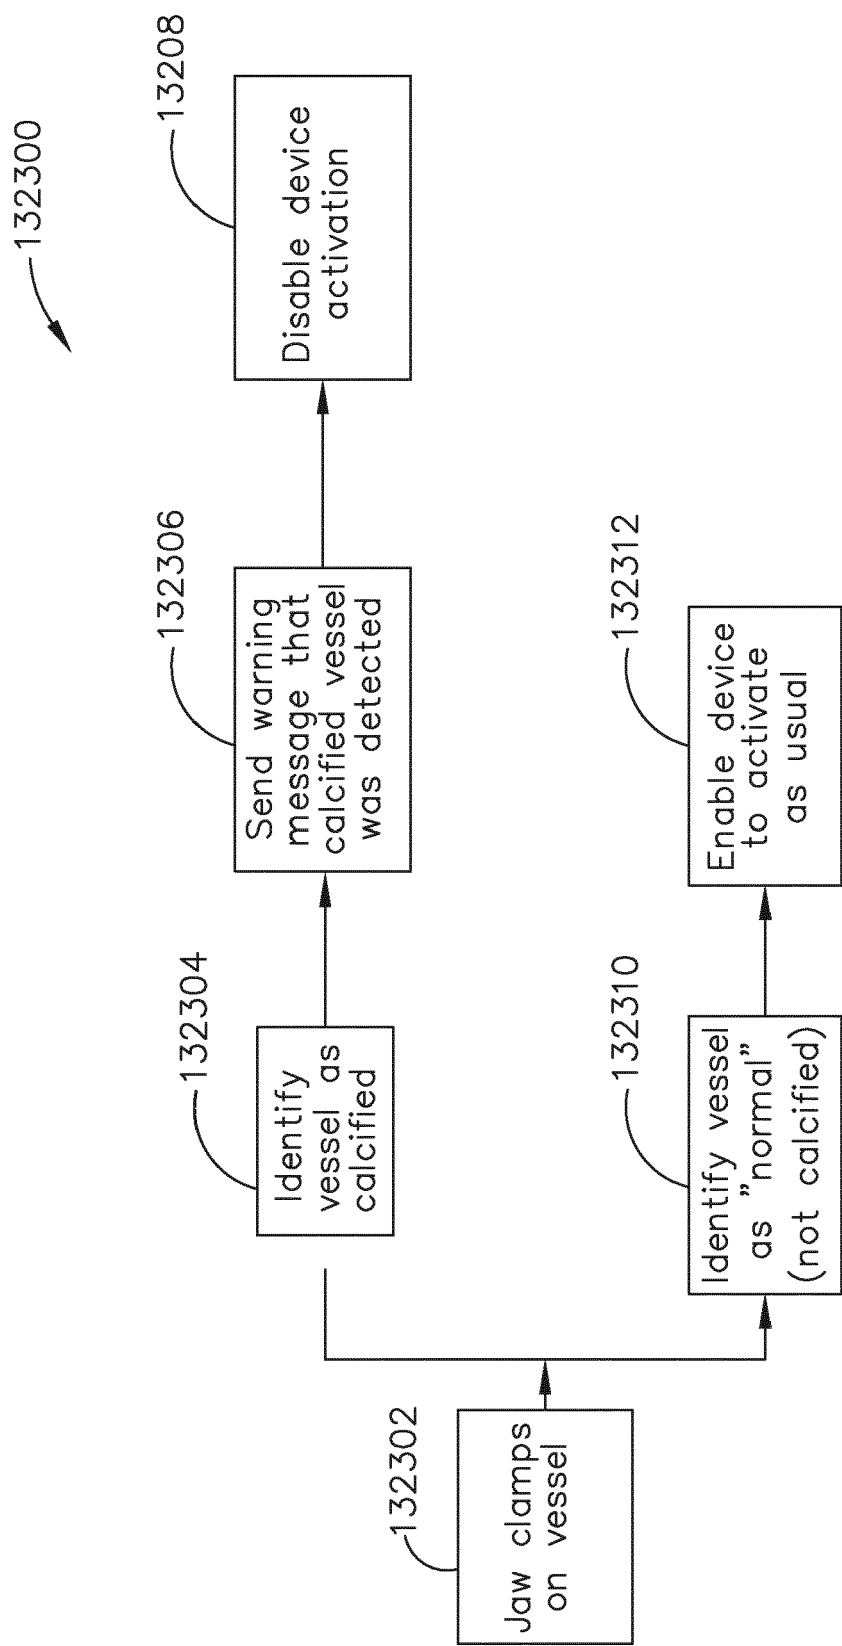 132300
132302
Jaw clamps
on vessel
132304
Identify
vessel as
calcified
132306
Send warning
message that
calcified vessel
was detected
13208
Disable device
activation
132310
Identify vessel
as "normal"
(not calcified)
132312
Enable device
to activate
as usual